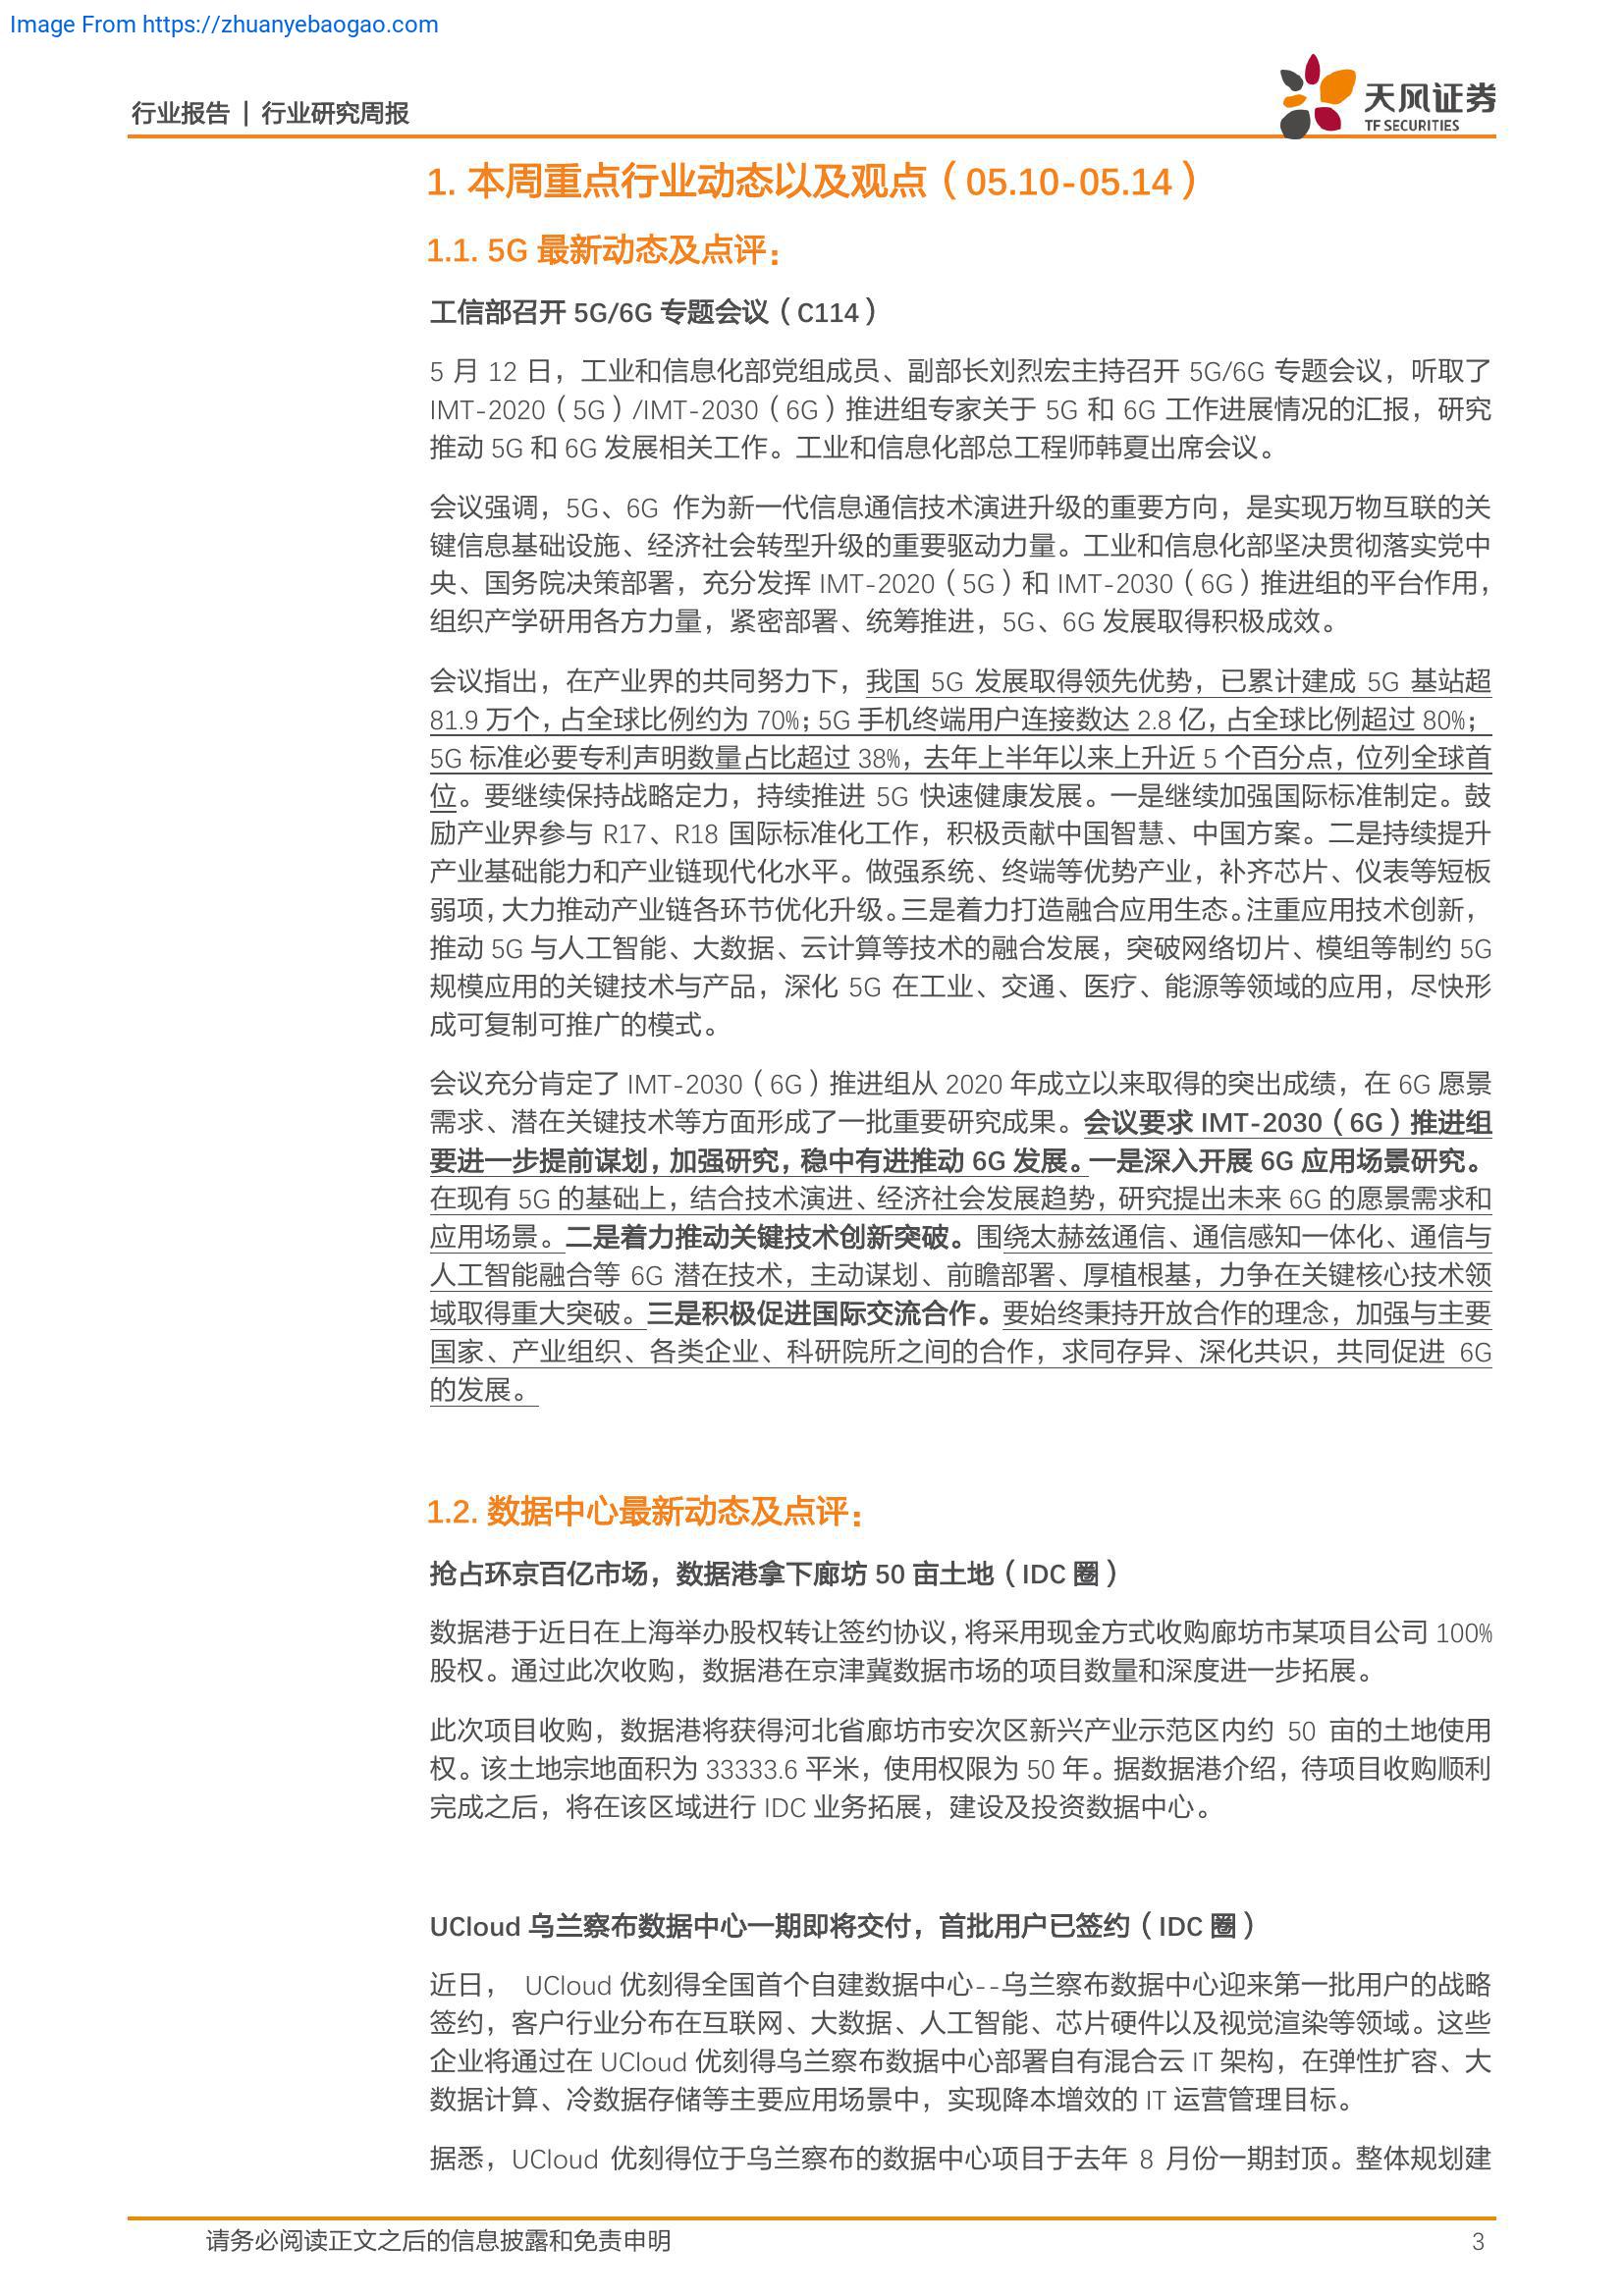 Image From https://zhuanyebaogao.com
行业报告 | 行业研究周报
天风证券
TF SECURITIES
1. 本周重点行业动态以及观点（05.10-05.14）
1.1. 5G 最新动态及点评：
工信部召开 5G/6G 专题会议（C114）
5 月 12 日，工业和信息化部党组成员、副部长刘烈宏主持召开 5G/6G 专题会议，听取了
IMT-2020（5G）/IMT-2030（6G）推进组专家关于 5G 和 6G 工作进展情况的汇报，研究
推动 5G 和 6G 发展相关工作。工业和信息化部总工程师韩夏出席会议。
会议强调，5G、6G 作为新一代信息通信技术演进升级的重要方向，是实现万物互联的关
键信息基础设施、经济社会转型升级的重要驱动力量。工业和信息化部坚决贯彻落实党中
央、国务院决策部署，充分发挥 IMT-2020（5G）和 IMT-2030（6G）推进组的平台作用，
组织产学研用各方力量，紧密部署、统筹推进，5G、6G 发展取得积极成效。
会议指出，在产业界的共同努力下，我国 5G 发展取得领先优势，已累计建成 5G 基站超
81.9 万个，占全球比例约为 70%；5G 手机终端用户连接数达 2.8 亿，占全球比例超过 80%；
5G 标准必要专利声明数量占比超过 38%，去年上半年以来上升近 5 个百分点，位列全球首
位。要继续保持战略定力，持续推进 5G 快速健康发展。一是继续加强国际标准制定。鼓
励产业界参与 R17、R18 国际标准化工作，积极贡献中国智慧、中国方案。二是持续提升
产业基础能力和产业链现代化水平。做强系统、终端等优势产业，补齐芯片、仪表等短板
弱项，大力推动产业链各环节优化升级。三是着力打造融合应用生态。注重应用技术创新，
推动 5G 与人工智能、大数据、云计算等技术的融合发展，突破网络切片、模组等制约 5G
规模应用的关键技术与产品，深化 5G 在工业、交通、医疗、能源等领域的应用，尽快形
成可复制可推广的模式。
会议充分肯定了 IMT-2030（6G）推进组从 2020 年成立以来取得的突出成绩，在 6G 愿景
需求、潜在关键技术等方面形成了一批重要研究成果。会议要求 IMT-2030（6G）推进组
要进一步提前谋划，加强研究，稳中有进推动 6G 发展。一是深入开展 6G 应用场景研究。
在现有 5G 的基础上，结合技术演进、经济社会发展趋势，研究提出未来 6G 的愿景需求和
应用场景。二是着力推动关键技术创新突破。围绕太赫兹通信、通信感知一体化、通信与
人工智能融合等 6G 潜在技术，主动谋划、前瞻部署、厚植根基，力争在关键核心技术领
域取得重大突破。三是积极促进国际交流合作。要始终秉持开放合作的理念，加强与主要
国家、产业组织、各类企业、科研院所之间的合作，求同存异、深化共识，共同促进 6G
的发展。
1.2. 数据中心最新动态及点评：
抢占环京百亿市场，数据港拿下廊坊 50 亩土地（IDC 圈）
数据港于近日在上海举办股权转让签约协议，将采用现金方式收购廊坊市某项目公司 100%
股权。通过此次收购，数据港在京津冀数据市场的项目数量和深度进一步拓展。
此次项目收购，数据港将获得河北省廊坊市安次区新兴产业示范区内约 50 亩的土地使用
权。该土地宗地面积为 33333.6 平米，使用权限为 50 年。据数据港介绍，待项目收购顺利
完成之后，将在该区域进行 IDC 业务拓展，建设及投资数据中心。
UCloud 乌兰察布数据中心一期即将交付，首批用户已签约（IDC 圈）
近日， UCloud 优刻得全国首个自建数据中心--乌兰察布数据中心迎来第一批用户的战略
签约，客户行业分布在互联网、大数据、人工智能、芯片硬件以及视觉渲染等领域。这些
企业将通过在 UCloud 优刻得乌兰察布数据中心部署自有混合云 IT 架构，在弹性扩容、大
数据计算、冷数据存储等主要应用场景中，实现降本增效的 IT 运营管理目标。
据悉，UCloud 优刻得位于乌兰察布的数据中心项目于去年 8 月份一期封顶。整体规划建
请务必阅读正文之后的信息披露和免责申明
3